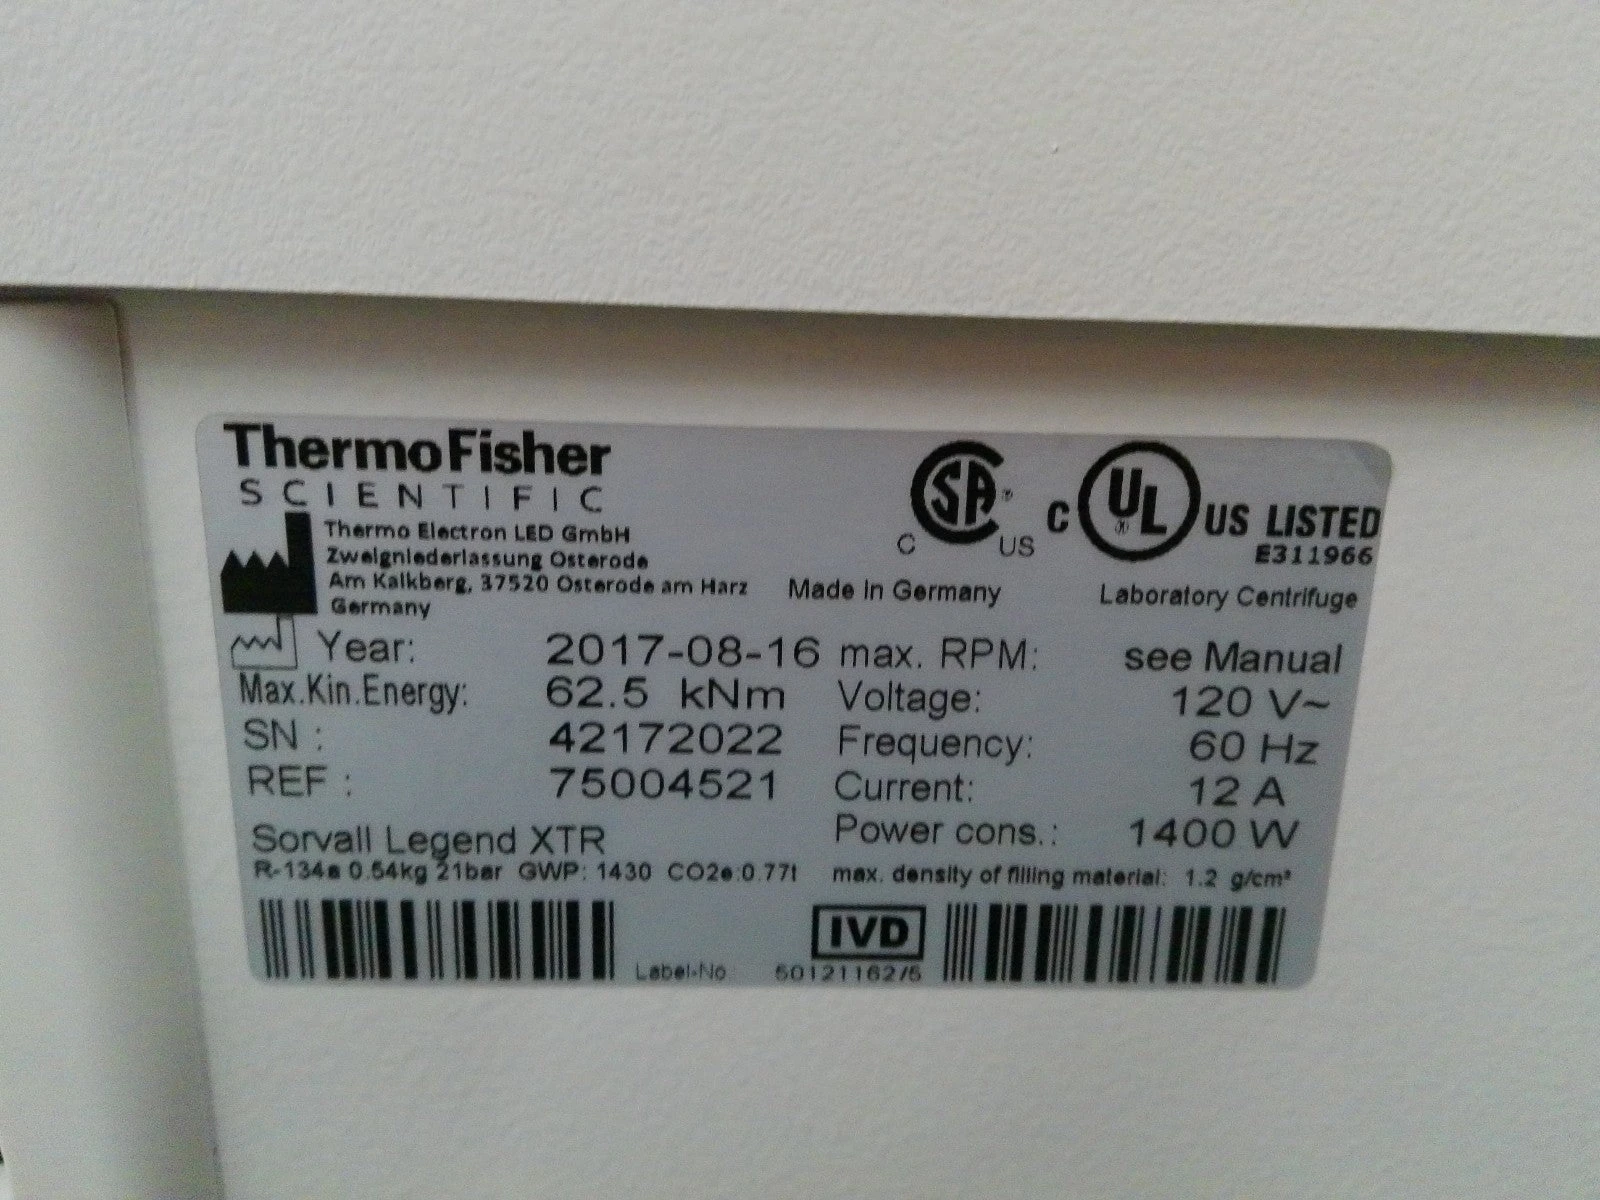 ThermoFisher
SCIENTIFIC
Thermo Electron LED GmbH
Zweigniederlassung Osterode
Am Kalkberg, 37520 Osterode am Harz
Germany
Made in Germany
C SA ® US
C UL ® US LISTED
E311966
Laboratory Centrifuge
Year: 2017-08-16
Max.Kin.Energy: 62.5 kNm
SN : 42172022
REF : 75004521
max. RPM: see Manual
Voltage: 120 V~
Frequency: 60 Hz
Current: 12 A
Power cons.: 1400 W
Sorvall Legend XTR
R-134a 0.54kg 21bar GWP: 1430 CO2e:0.77t
max. density of filling material: 1.2 g/cm³
IVD
Label-No 50121162/5